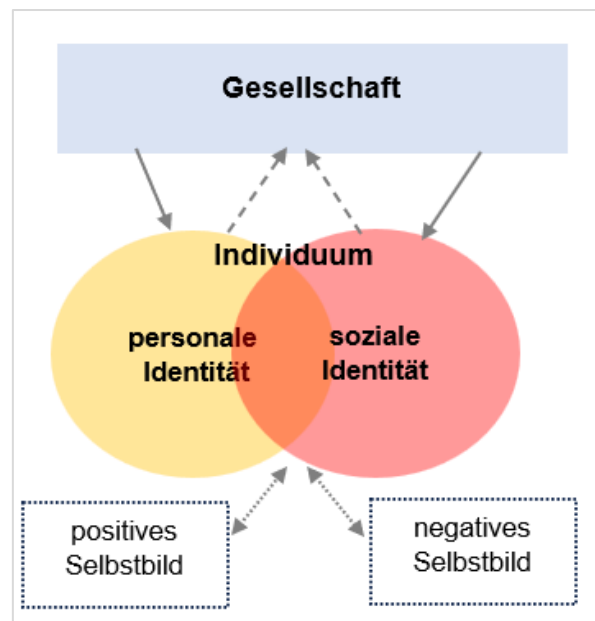 Gesellschaft
Individuum
personale
Identität
soziale
Identität
positives
Selbstbild
negatives
Selbstbild